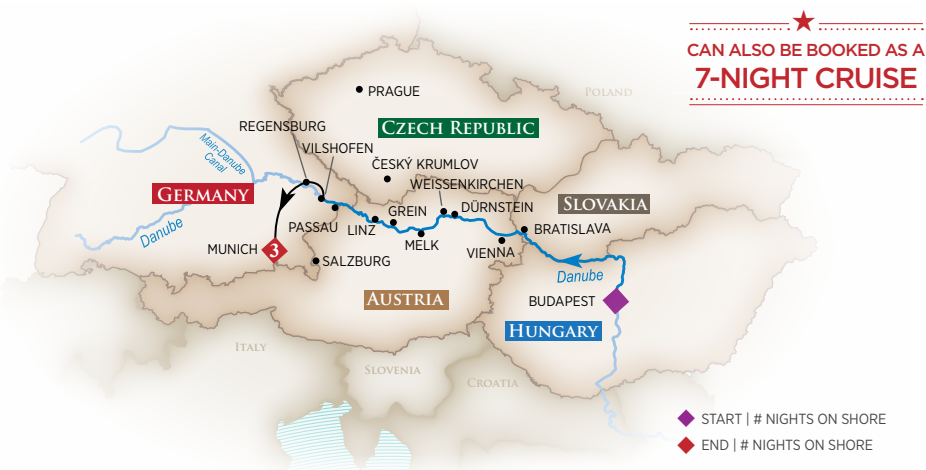 CAN ALSO BE BOOKED AS A
7-NIGHT CRUISE
POLAND
PRAGUE
REGENSBURG
CZECH REPUBLIC
VILSHOFEN
Main-Danube
Canal
ČESKÝ KRUMLOV
WEISSENKIRCHEN
GERMANY
SLOVAKIA
GREIN
DÜRNSTEIN
PASSAU
LINZ
BRATISLAVA
Danube
MELK
VIENNA
MUNICH
3
SALZBURG
Danube
AUSTRIA
BUDAPEST
HUNGARY
ITALY
SLOVENIA
CROATIA
START | # NIGHTS ON SHORE
END | # NIGHTS ON SHORE